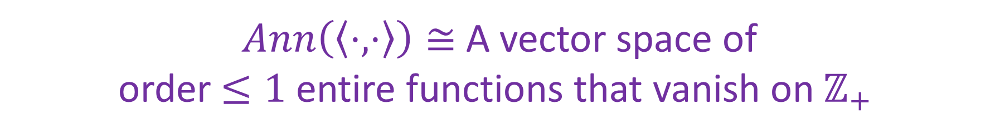 Ann(⟨·,·⟩) ≅ A vector space of
order ≤ 1 entire functions that vanish on ℤ₊